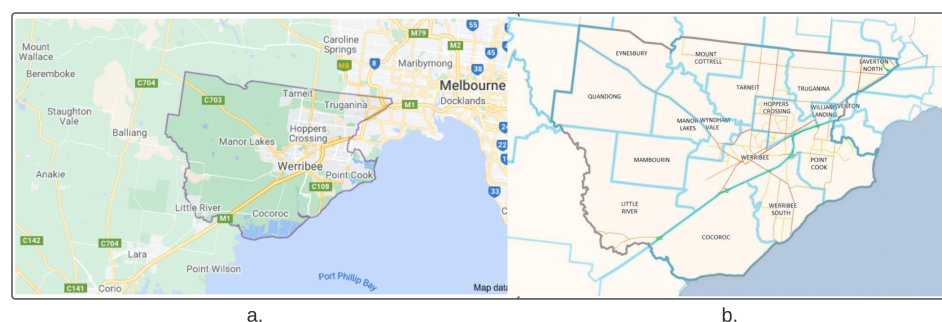 55
M79
Caroline
Springs
M2
45
Mount
Wallace
M8
8
Maribyrnong
38
Beremboke
C704
Melbourne
C703
Tarneit
Docklands
Truganina
M1
Staughton
Vale
Balliang
Hoppers
Crossing
Manor Lakes
22
Werribee
Anakie
Point Cook
C108
33
Little River
M1
Cocoroc
C142
C704
Lara
Point Wilson
Port Phillip Bay
C141
Corio
Map data
EYNESBURY
MOUNT
COTTRELL
LAVERTON
NORTH
QUANDONG
TARNEIT
TRUGANINA
HOPPERS
CROSSING
WILLIAMS
LANDING
MANOR
LAKES
WYNDHAM
VALE
MAMBOURIN
WERRIBEE
POINT
COOK
LITTLE
RIVER
WERRIBEE
SOUTH
COCOROC
a.
b.